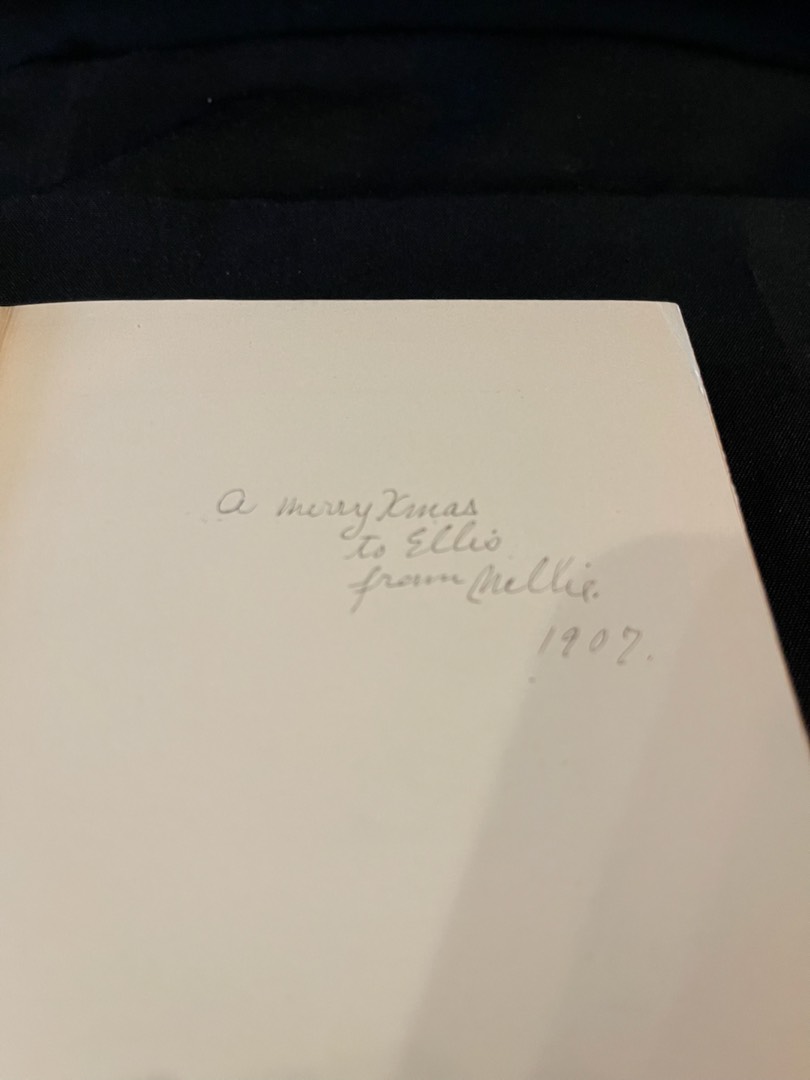 A merry Xmas
to Ellis
from Nellie.
1907.